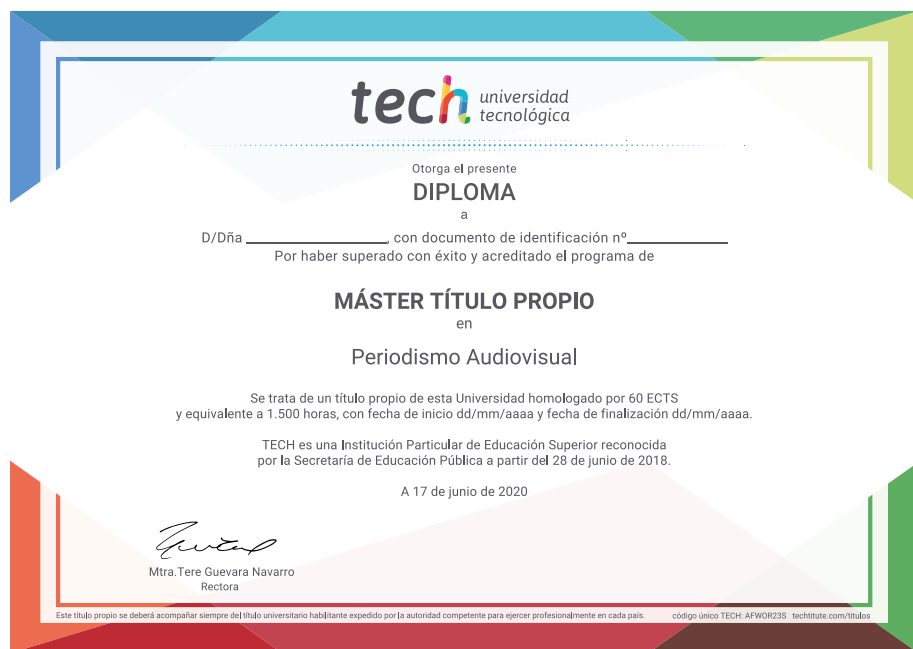 tech universidad
tecnológica
Otorga el presente
DIPLOMA
a
D/Dña ______________, con documento de identificación nº__________
Por haber superado con éxito y acreditado el programa de
MÁSTER TÍTULO PROPIO
en
Periodismo Audiovisual
Se trata de un título propio de esta Universidad homologado por 60 ECTS
y equivalente a 1.500 horas, con fecha de inicio dd/mm/aaaa y fecha de finalización dd/mm/aaaa.
TECH es una Institución Particular de Educación Superior reconocida
por la Secretaría de Educación Pública a partir del 28 de junio de 2018.
A 17 de junio de 2020
Mtra.Tere Guevara Navarro
Rectora
Este título propio se deberá acompañar siempre del título universitario habilitante expedido por la autoridad competente para ejercer profesionalmente en cada país. código único TECH: AFWOR23S techtitute.com/titulos